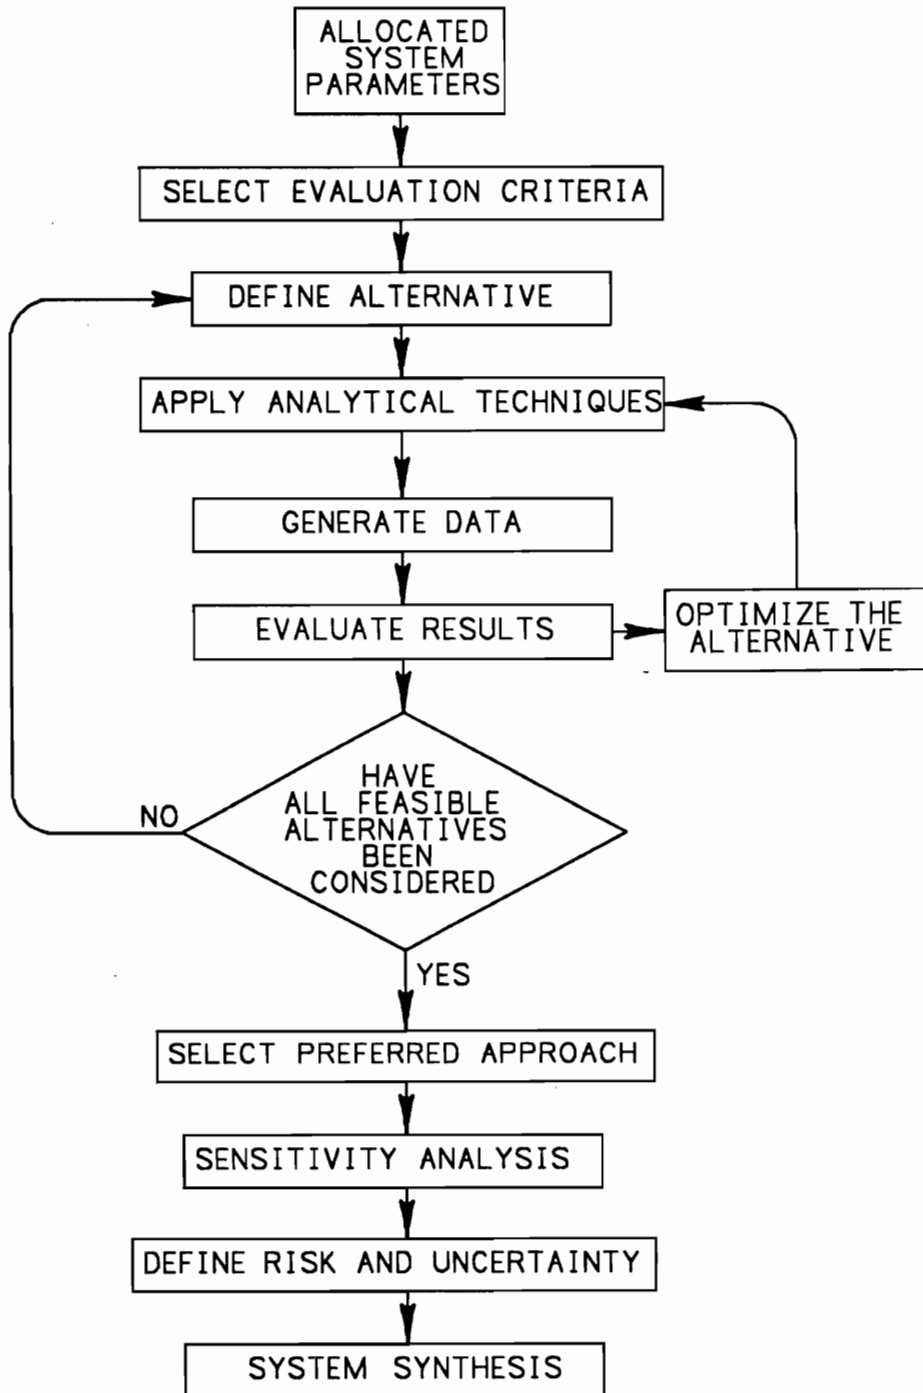 ALLOCATED
SYSTEM
PARAMETERS
SELECT EVALUATION CRITERIA
DEFINE ALTERNATIVE
APPLY ANALYTICAL TECHNIQUES
GENERATE DATA
EVALUATE RESULTS
OPTIMIZE THE
ALTERNATIVE
HAVE
ALL FEASIBLE
ALTERNATIVES
BEEN
CONSIDERED
NO
YES
SELECT PREFERRED APPROACH
SENSITIVITY ANALYSIS
DEFINE RISK AND UNCERTAINTY
SYSTEM SYNTHESIS